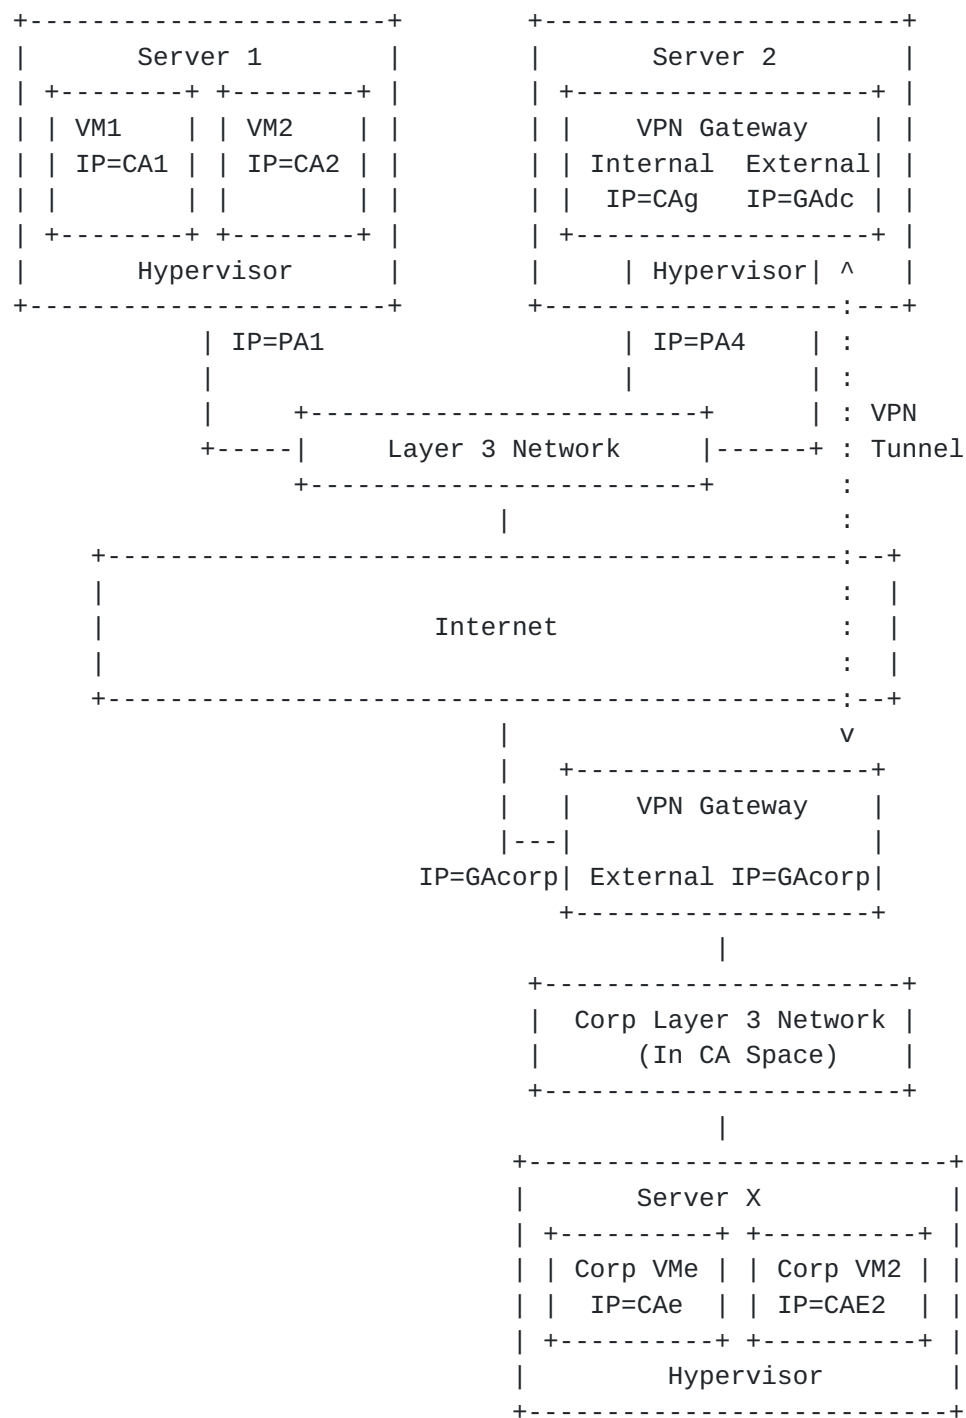 Server 1 Server 2
VM1 VM2 VPN Gateway
IP=CA1 IP=CA2 Internal External
IP=CAg IP=GAdc
Hypervisor Hypervisor
IP=PA1 IP=PA4
VPN
Layer 3 Network Tunnel
Internet
VPN Gateway
IP=GAcorp External IP=GAcorp
Corp Layer 3 Network
(In CA Space)
Server X
Corp VMe Corp VM2
IP=CAe IP=CAE2
Hypervisor